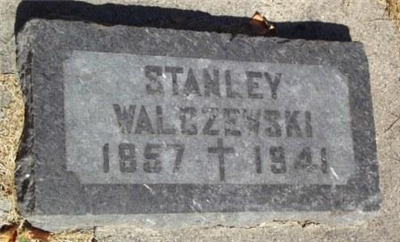 STANLEY
WALCZEWSKI
1857 ✝ 1941